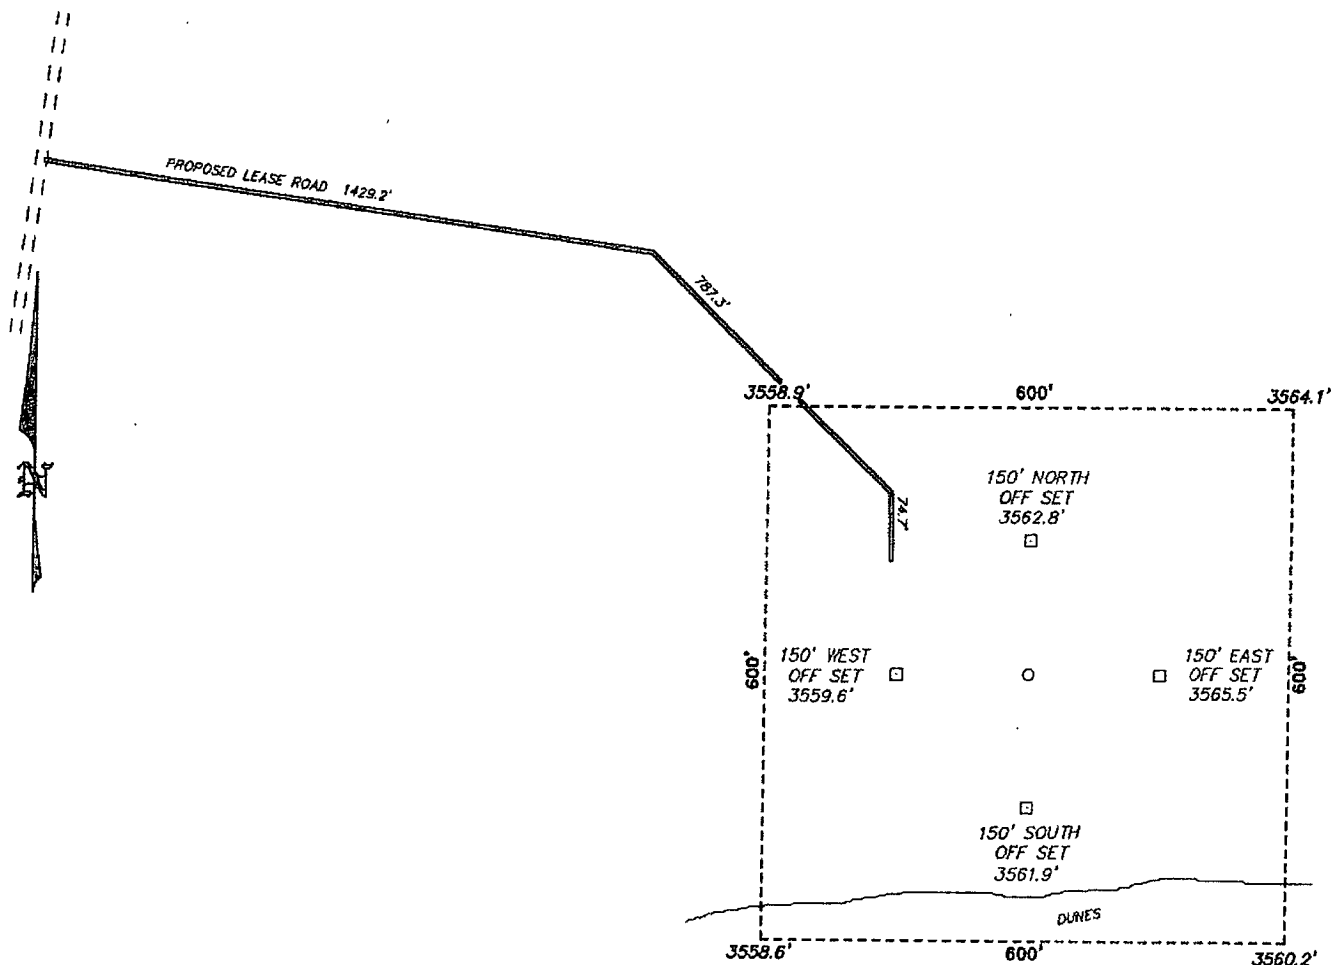 PROPOSED LEASE ROAD 1429.2'
787.3'
3558.9'
600'
3564.1'
74.7'
150' NORTH
OFF SET
3562.8'
600'
150' WEST
OFF SET
3559.6'
150' EAST
OFF SET
3565.5'
600'
150' SOUTH
OFF SET
3561.9'
DUNES
3558.6'
600'
3560.2'